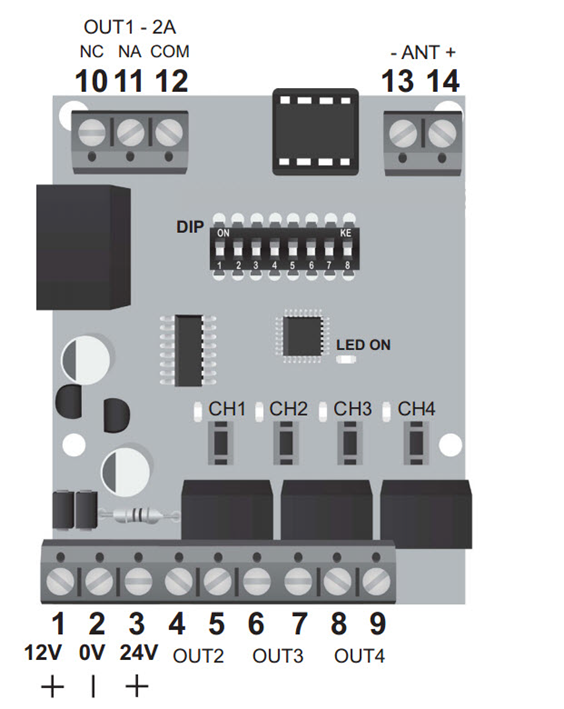 OUT1 - 2A
NC NA COM
10 11 12
- ANT +
13 14
DIP
ON KE
1 2 3 4 5 6 7 8
LED ON
CH1 CH2 CH3 CH4
1 2 3 4 5 6 7 8 9
12V 0V 24V OUT2 OUT3 OUT4
+ | +